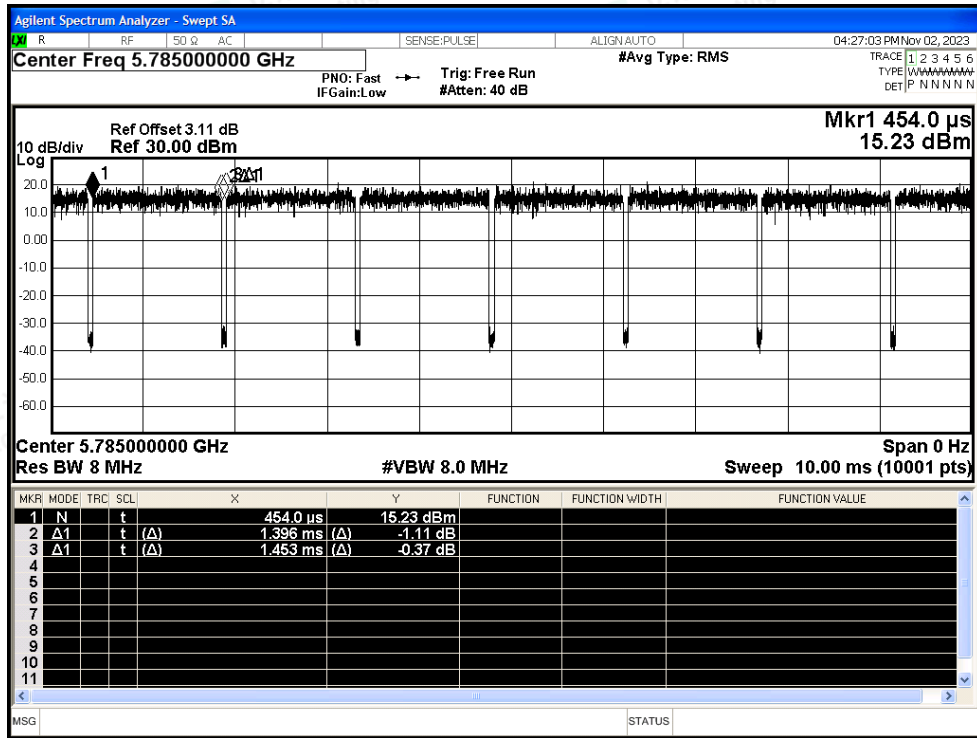 Agilent Spectrum Analyzer - Swept SA
LXI R RF 50 Ω AC SENSE:PULSE ALIGN AUTO 04:27:03 PM Nov 02, 2023
Center Freq 5.785000000 GHz #Avg Type: RMS TRACE 1 2 3 4 5 6
PNO: Fast Trig: Free Run TYPE W
IFGain:Low #Atten: 40 dB DET P N N N N N
Mkr1 454.0 µs
Ref Offset 3.11 dB
10 dB/div Ref 30.00 dBm 15.23 dBm
Log
1
20.0
10.0
0.00
-10.0
-20.0
-30.0
-40.0
-50.0
-60.0
Center 5.785000000 GHz Span 0 Hz
Res BW 8 MHz #VBW 8.0 MHz Sweep 10.00 ms (10001 pts)
MKR MODE TRC SCL X Y FUNCTION FUNCTION WIDTH FUNCTION VALUE
1 N t 454.0 µs 15.23 dBm
2 Δ1 t (Δ) 1.396 ms (Δ) -1.11 dB
3 Δ1 t (Δ) 1.453 ms (Δ) -0.37 dB
4
5
6
7
8
9
10
11
MSG STATUS